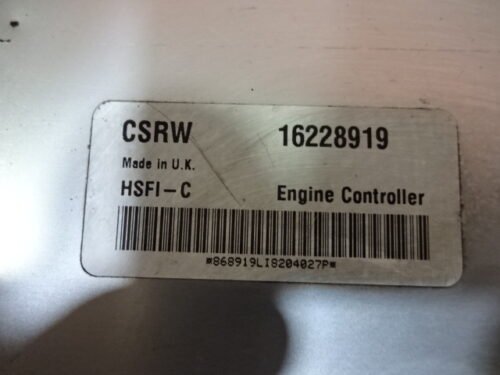 CSRW 16228919
Made in U.K.
HSFI-C Engine Controller
*868919LI8204027P*